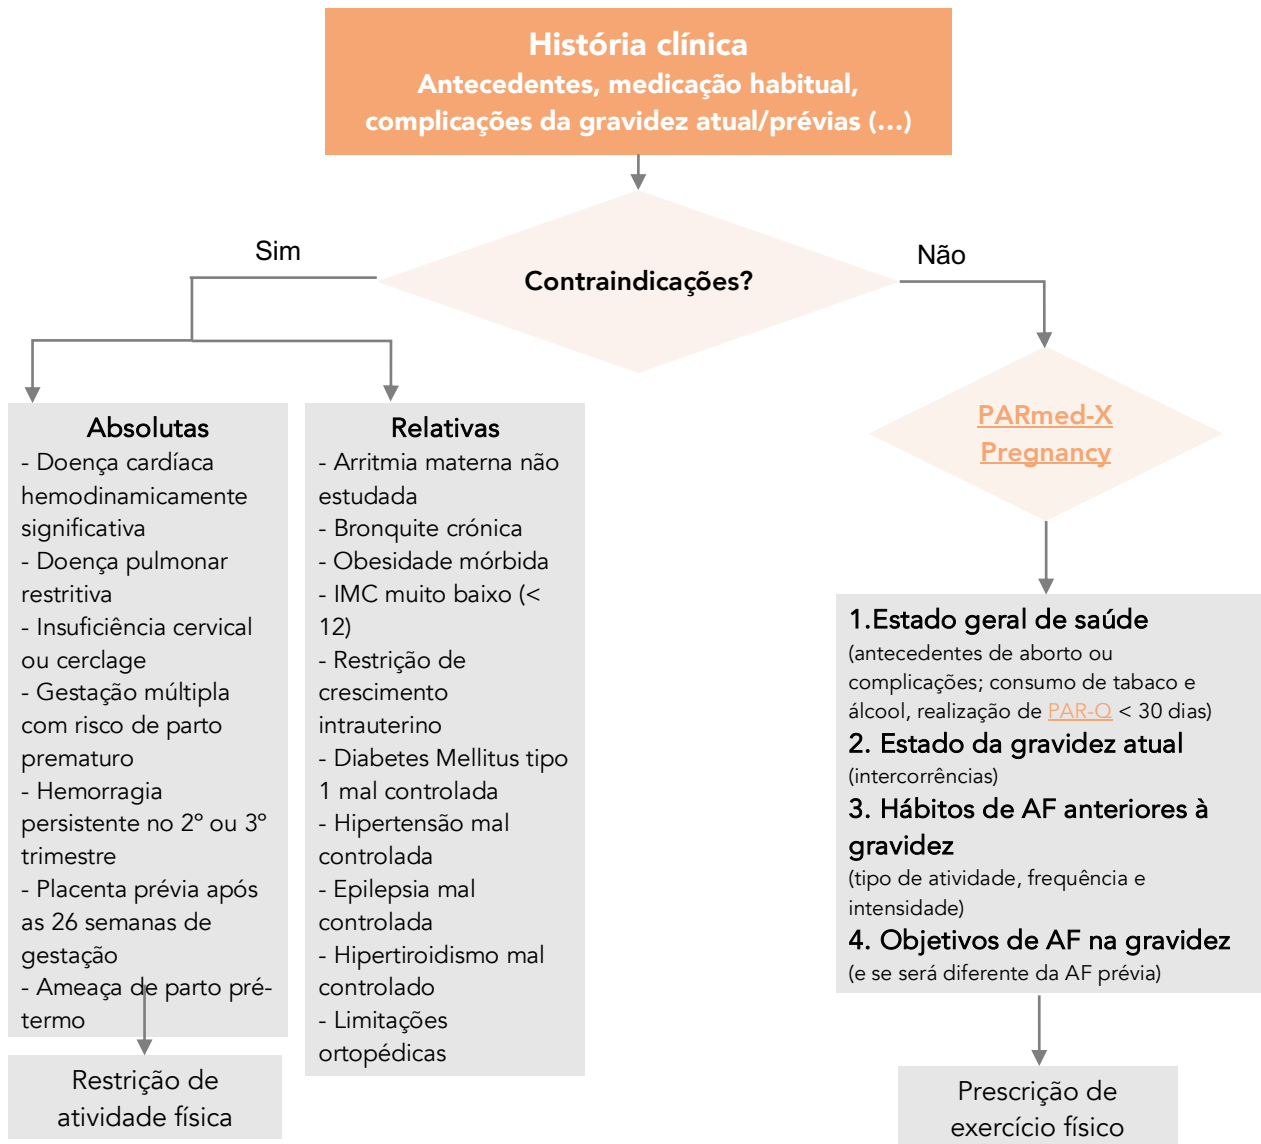 História clínica
Antecedentes, medicação habitual,
complicações da gravidez atual/prévias (...)
Sim
Contraindicações?
Não
Absolutas
- Doença cardíaca
hemodinamicamente
significativa
- Doença pulmonar
restritiva
- Insuficiência cervical
ou cerclage
- Gestação múltipla
com risco de parto
prematuro
- Hemorragia
persistente no 2º ou 3º
trimestre
- Placenta prévia após
as 26 semanas de
gestação
- Ameaça de parto pré-
termo
Restrição de
atividade física
Relativas
- Arritmia materna não
estudada
- Bronquite crónica
- Obesidade mórbida
- IMC muito baixo (<
12)
- Restrição de
crescimento
intrauterino
- Diabetes Mellitus tipo
1 mal controlada
- Hipertensão mal
controlada
- Epilepsia mal
controlada
- Hipertiroidismo mal
controlado
- Limitações
ortopédicas
PARmed-X
Pregnancy
1.Estado geral de saúde
(antecedentes de aborto ou
complicações; consumo de tabaco e
álcool, realização de PAR-Q < 30 dias)
2. Estado da gravidez atual
(intercorrências)
3. Hábitos de AF anteriores à
gravidez
(tipo de atividade, frequência e
intensidade)
4. Objetivos de AF na gravidez
(e se será diferente da AF prévia)
Prescrição de
exercício físico